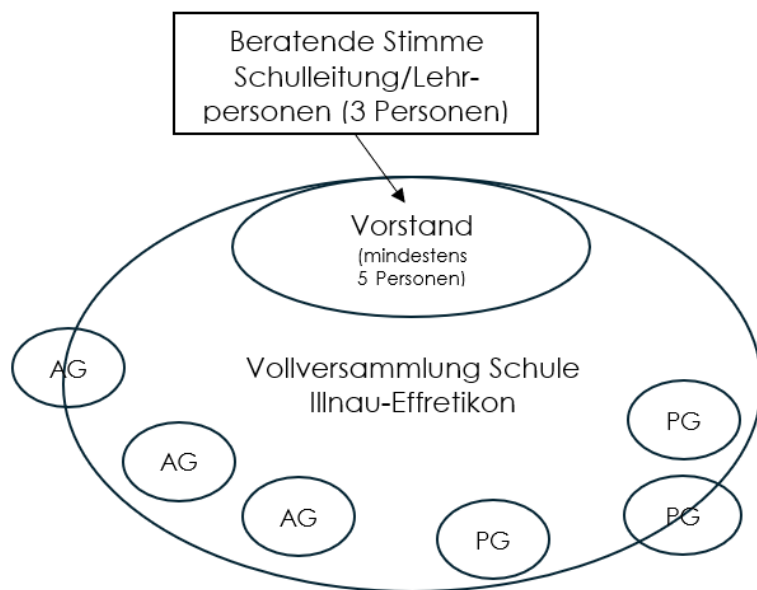 Beratende Stimme
Schulleitung/Lehr-
personen (3 Personen)
Vorstand
(mindestens
5 Personen)
Vollversammlung Schule
Illnau-Effretikon
AG
AG
AG
PG
PG
PG